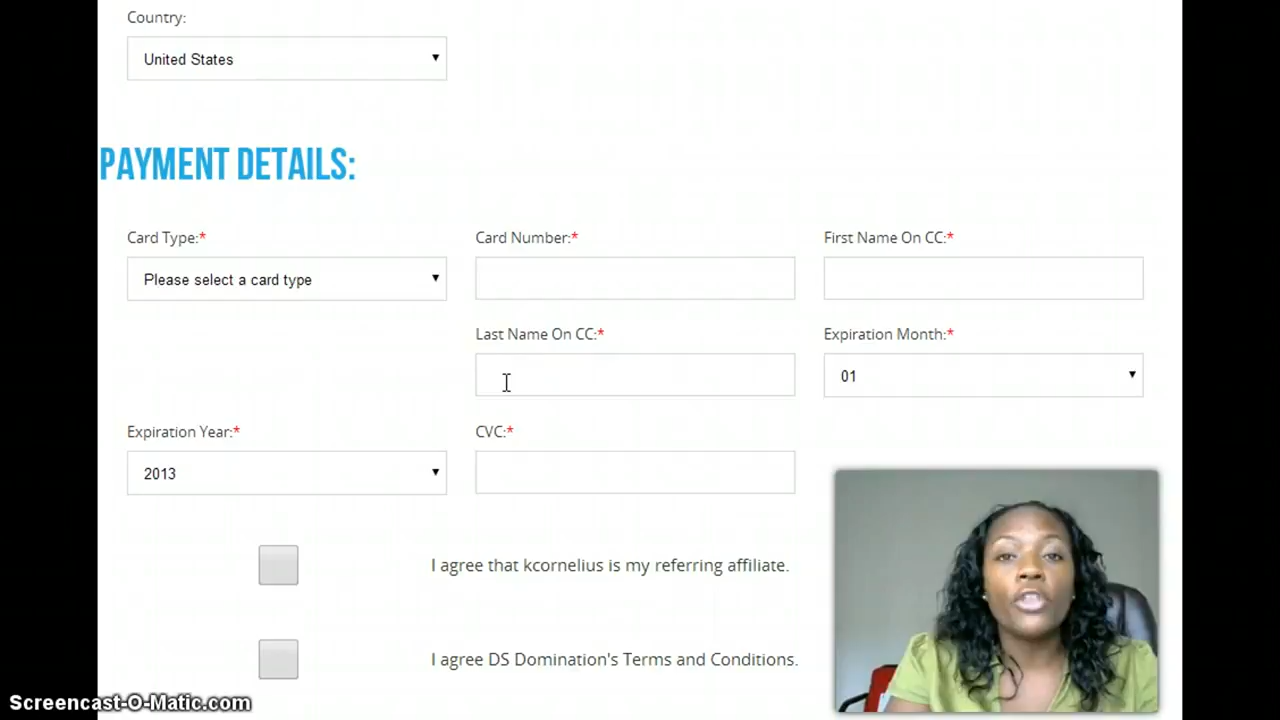 Country:
United States
PAYMENT DETAILS:
Card Type:* Card Number:* First Name On CC:*
Please select a card type
Last Name On CC:* Expiration Month:*
01
Expiration Year:* CVC:*
2013
I agree that kcornelius is my referring affiliate.
I agree DS Domination's Terms and Conditions.
Screencast-O-Matic.com